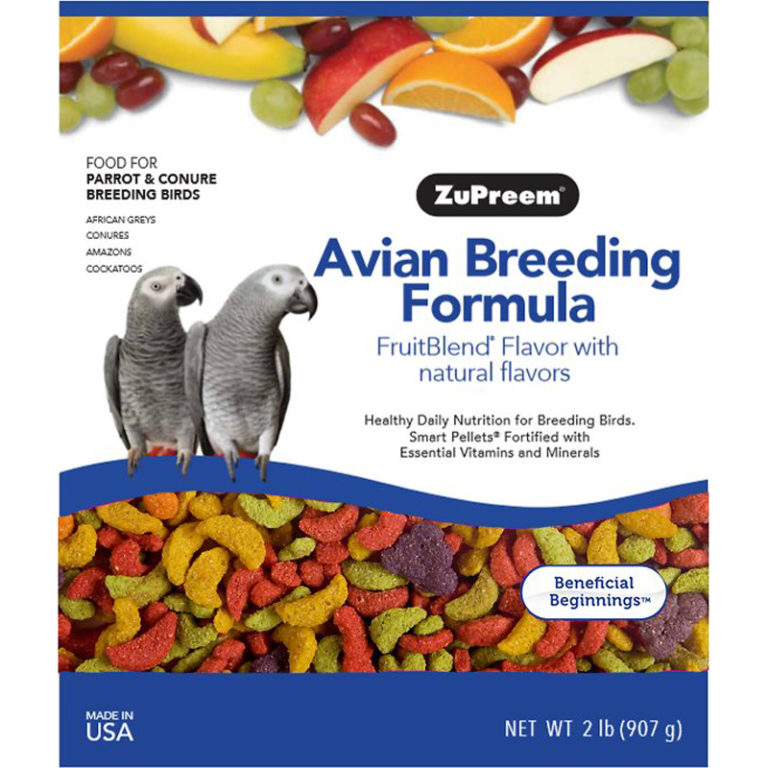 FOOD FOR
PARROT & CONURE
BREEDING BIRDS
AFRICAN GREYS
CONURES
AMAZONS
COCKATOOS
ZuPreem®
Avian Breeding
Formula
FruitBlend® Flavor with
natural flavors
Healthy Daily Nutrition for Breeding Birds.
Smart Pellets® Fortified with
Essential Vitamins and Minerals
Beneficial
Beginnings™
MADE IN
USA
NET WT 2 lb (907 g)